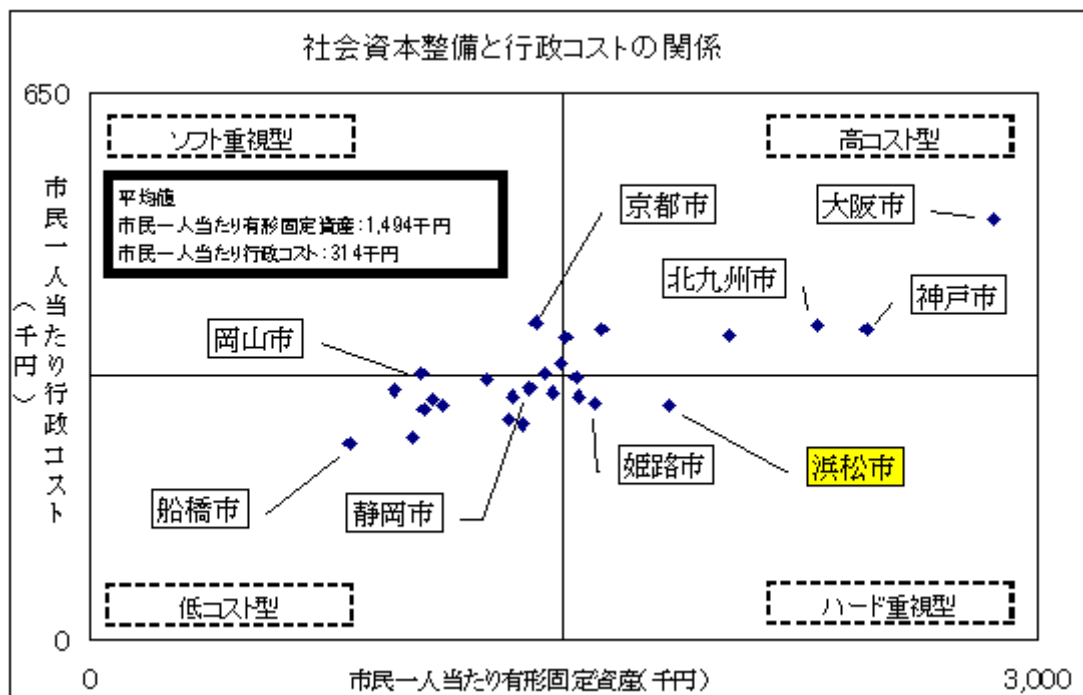 社会資本整備と行政コストの関係
650
ソフト重視型
高コスト型
平均値
市民一人当たり有形固定資産:1,494千円
市民一人当たり行政コスト:314千円
京都市
大阪市
北九州市
神戸市
岡山市
市民一人当たり行政コスト
(千円)
姫路市
浜松市
船橋市
静岡市
低コスト型
ハード重視型
0
0
市民一人当たり有形固定資産(千円)
3,000